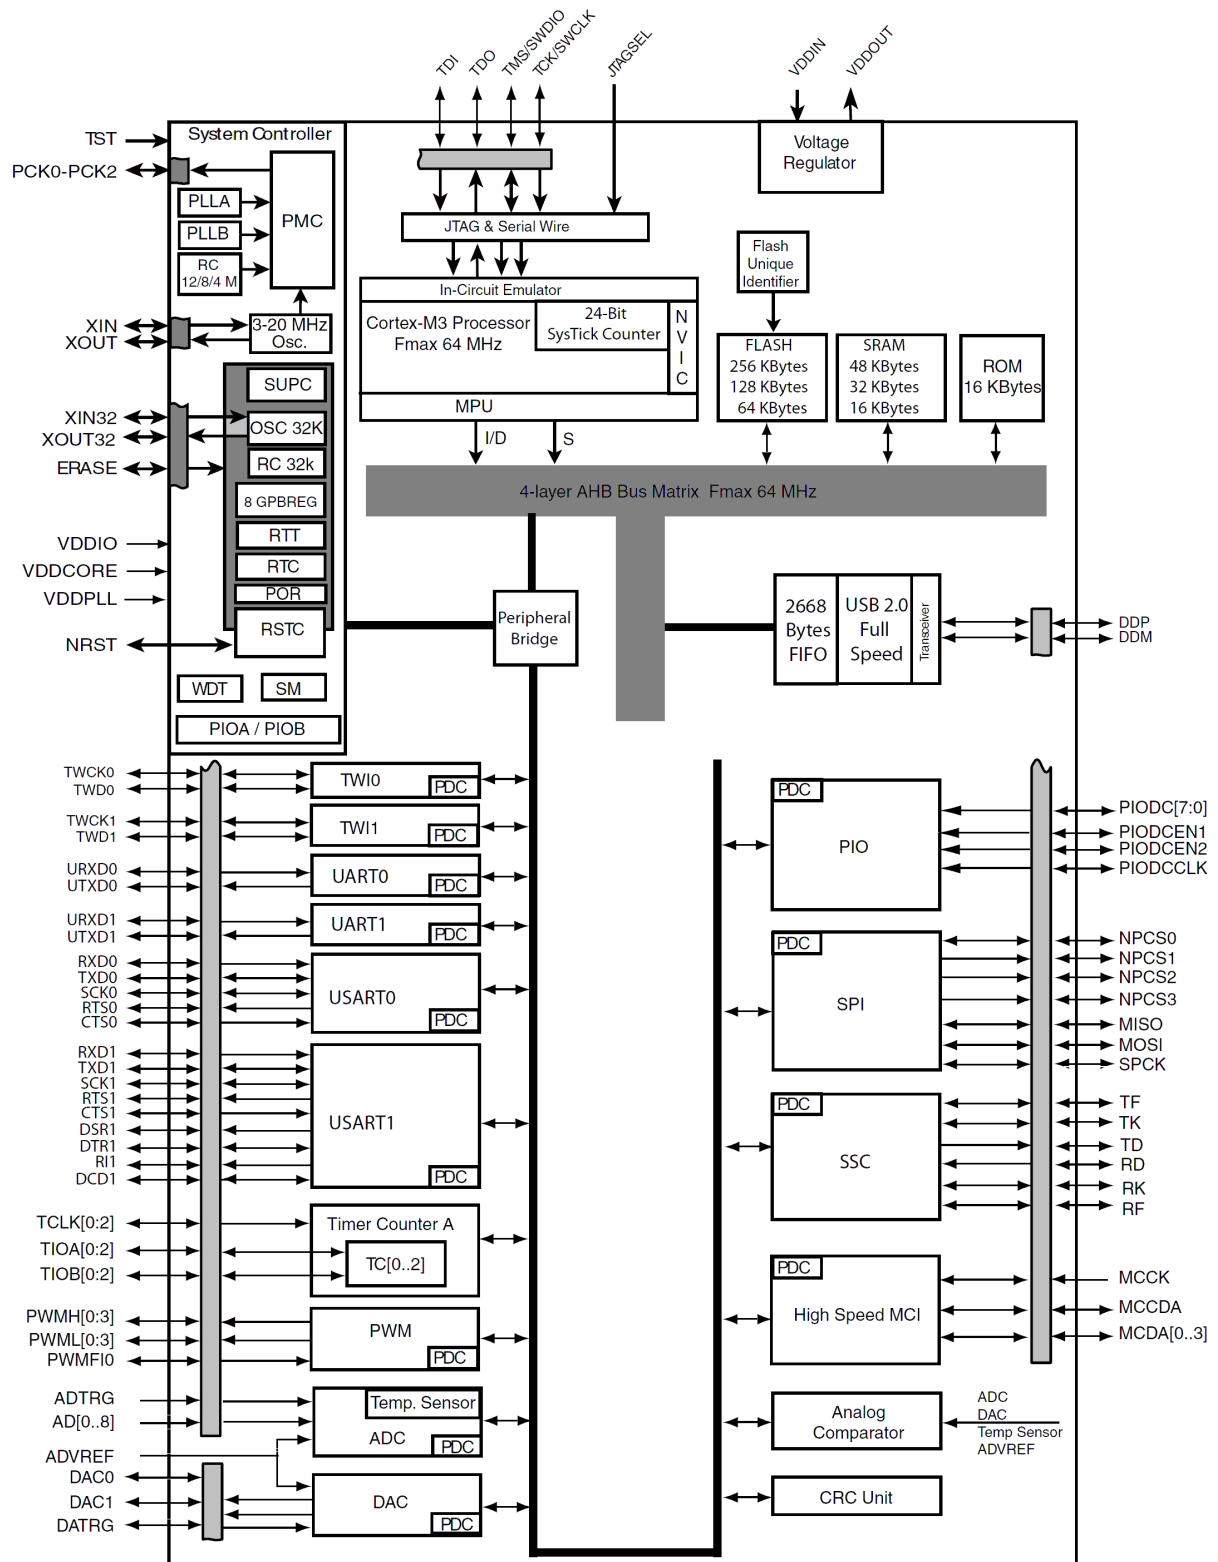 TDI
TDO
TMS/SWDIO
TCK/SWCLK
JTAGSEL
VDDIN
VDDOUT
System Controller
TST
PCK0-PCK2
PLLA
PLLB
RC
12/8/4 M
PMC
XIN
XOUT
3-20 MHz
Osc.
SUPC
XIN32
XOUT32
OSC 32K
ERASE
RC 32k
8 GPBREG
RTT
VDDIO
RTC
VDDCORE
POR
VDDPLL
RSTC
NRST
WDT
SM
PIOA / PIOB
Voltage
Regulator
JTAG & Serial Wire
In-Circuit Emulator
Cortex-M3 Processor
Fmax 64 MHz
24-Bit
SysTick Counter
N
V
I
C
MPU
I/D
S
Flash
Unique
Identifier
FLASH
256 KBytes
128 KBytes
64 KBytes
SRAM
48 KBytes
32 KBytes
16 KBytes
ROM
16 KBytes
4-layer AHB Bus Matrix Fmax 64 MHz
Peripheral
Bridge
2668
Bytes
FIFO
USB 2.0
Full
Speed
Transceiver
DDP
DDM
TWCK0
TWD0
TWI0
PDC
TWCK1
TWD1
TWI1
PDC
URXD0
UTXD0
UART0
PDC
URXD1
UTXD1
UART1
PDC
RXD0
TXD0
SCK0
RTS0
CTS0
USART0
PDC
RXD1
TXD1
SCK1
RTS1
CTS1
DSR1
DTR1
RI1
DCD1
USART1
PDC
TCLK[0:2]
TIOA[0:2]
TIOB[0:2]
Timer Counter A
TC[0..2]
PWMH[0:3]
PWML[0:3]
PWMFI0
PWM
PDC
ADTRG
AD[0..8]
ADVREF
Temp. Sensor
ADC
PDC
DAC0
DAC1
DATRG
DAC
PDC
PDC
PIO
PIODC[7:0]
PIODCEN1
PIODCEN2
PIODCCLK
PDC
SPI
NPCS0
NPCS1
NPCS2
NPCS3
MISO
MOSI
SPCK
PDC
SSC
TF
TK
TD
RD
RK
RF
PDC
High Speed MCI
MCCK
MCCDA
MCDA[0..3]
Analog
Comparator
ADC
DAC
Temp Sensor
ADVREF
CRC Unit